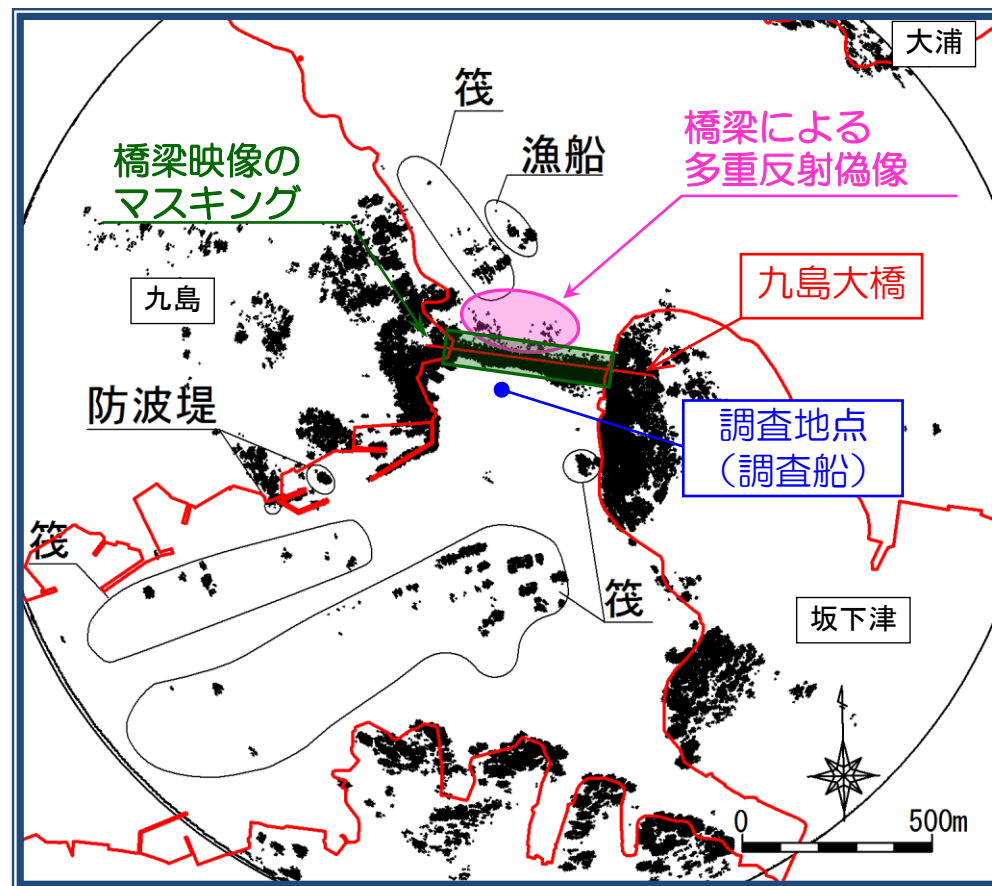 大浦
筏
橋梁による
多重反射偽像
漁船
橋梁映像の
マスキング
九島
九島大橋
防波堤
調査地点
（調査船）
筏
筏
坂下津
0
500m